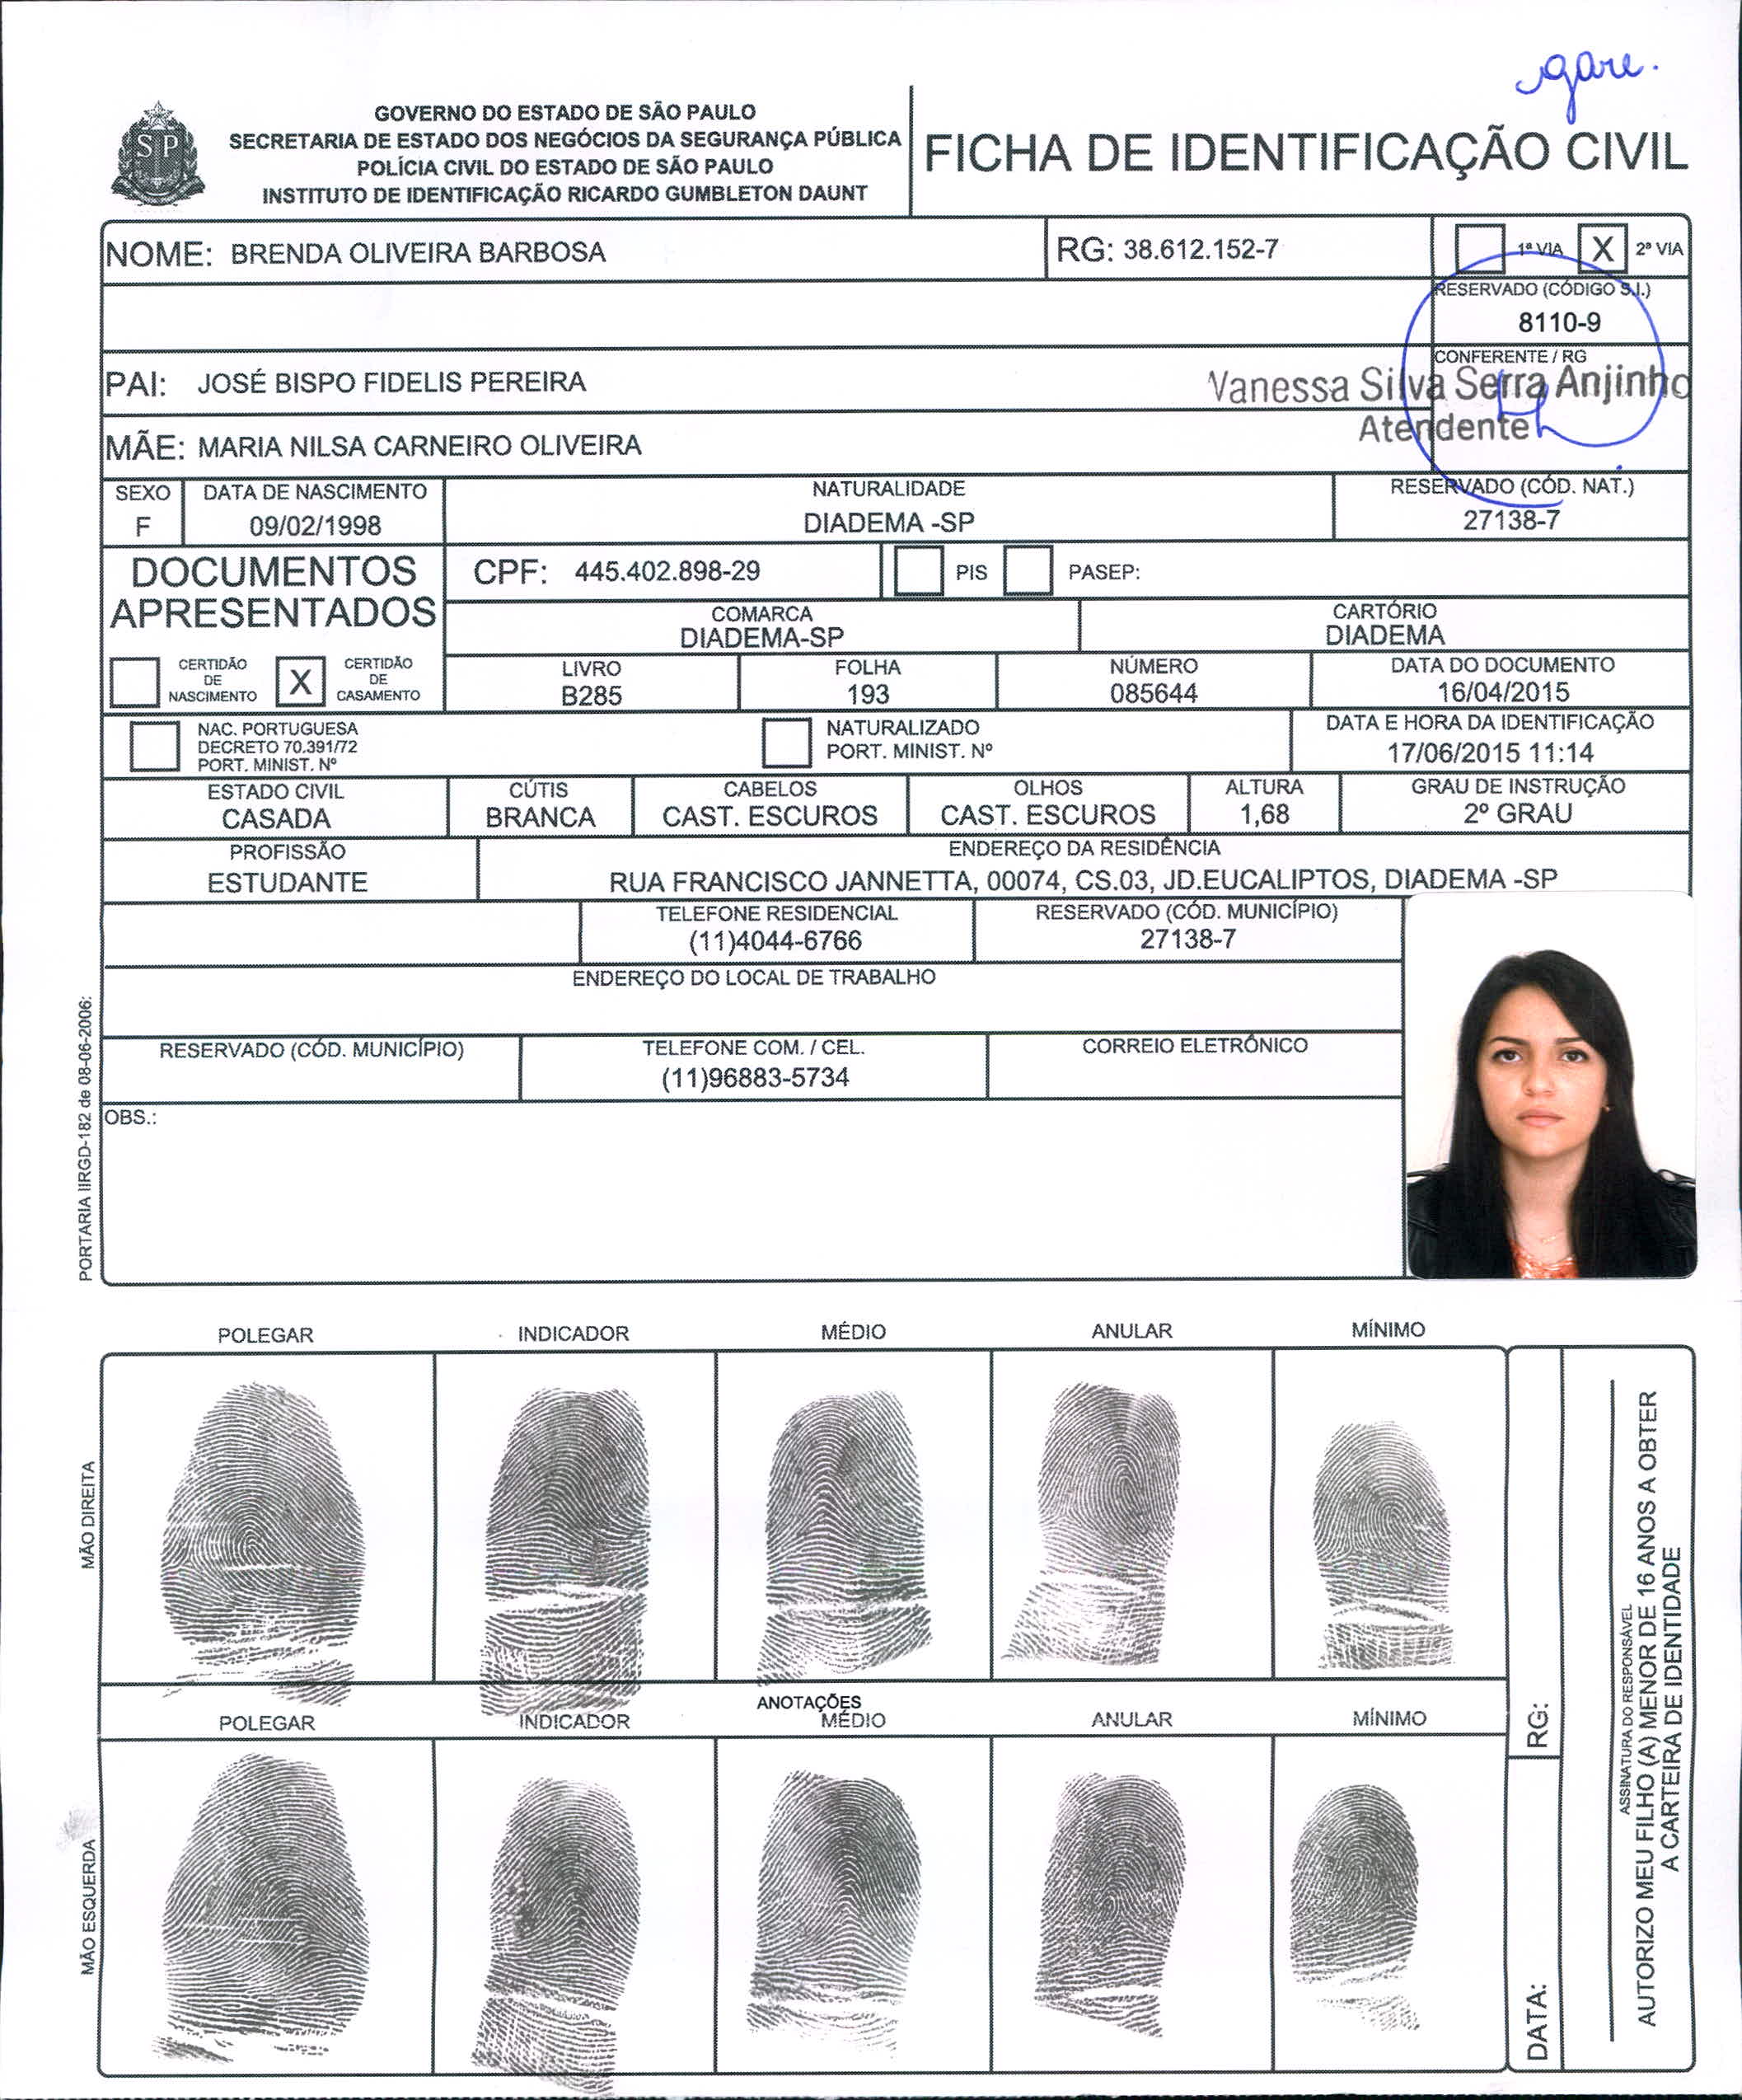 gare.
GOVERNO DO ESTADO DE SÃO PAULO
SECRETARIA DE ESTADO DOS NEGÓCIOS DA SEGURANÇA PÚBLICA
POLÍCIA CIVIL DO ESTADO DE SÃO PAULO
INSTITUTO DE IDENTIFICAÇÃO RICARDO GUMBLETON DAUNT
SP
FICHA DE IDENTIFICAÇÃO CIVIL
NOME: BRENDA OLIVEIRA BARBOSA
RG: 38.612.152-7
1ª VIA X 2ª VIA
RESERVADO (CÓDIGO S.I.)
8110-9
PAI: JOSÉ BISPO FIDELIS PEREIRA
CONFERENTE / RG
Vanessa Silva Serra Anjinho
Atendente
MÃE: MARIA NILSA CARNEIRO OLIVEIRA
SEXO
F
DATA DE NASCIMENTO
09/02/1998
NATURALIDADE
DIADEMA -SP
RESERVADO (CÓD. NAT.)
27138-7
DOCUMENTOS
APRESENTADOS
CPF: 445.402.898-29
PIS
PASEP:
COMARCA
DIADEMA-SP
CARTÓRIO
DIADEMA
CERTIDÃO
DE
NASCIMENTO
X
CERTIDÃO
DE
CASAMENTO
LIVRO
B285
FOLHA
193
NÚMERO
085644
DATA DO DOCUMENTO
16/04/2015
NAC. PORTUGUESA
DECRETO 70.391/72
PORT. MINIST. Nº
NATURALIZADO
PORT. MINIST. Nº
DATA E HORA DA IDENTIFICAÇÃO
17/06/2015 11:14
ESTADO CIVIL
CASADA
CÚTIS
BRANCA
CABELOS
CAST. ESCUROS
OLHOS
CAST. ESCUROS
ALTURA
1,68
GRAU DE INSTRUÇÃO
2º GRAU
PROFISSÃO
ESTUDANTE
ENDEREÇO DA RESIDÊNCIA
RUA FRANCISCO JANNETTA, 00074, CS.03, JD.EUCALIPTOS, DIADEMA -SP
TELEFONE RESIDENCIAL
(11)4044-6766
RESERVADO (CÓD. MUNICÍPIO)
27138-7
ENDEREÇO DO LOCAL DE TRABALHO
RESERVADO (CÓD. MUNICÍPIO)
TELEFONE COM. / CEL.
(11)96883-5734
CORREIO ELETRÔNICO
OBS.:
PORTARIA IIRGD-182 de 08-06-2006:
POLEGAR INDICADOR MÉDIO ANULAR MÍNIMO
MÃO DIREITA
ANOTAÇÕES
POLEGAR INDICADOR MÉDIO ANULAR MÍNIMO
MÃO ESQUERDA
RG:
DATA:
ASSINATURA DO RESPONSÁVEL
AUTORIZO MEU FILHO (A) MENOR DE 16 ANOS A OBTER
A CARTEIRA DE IDENTIDADE